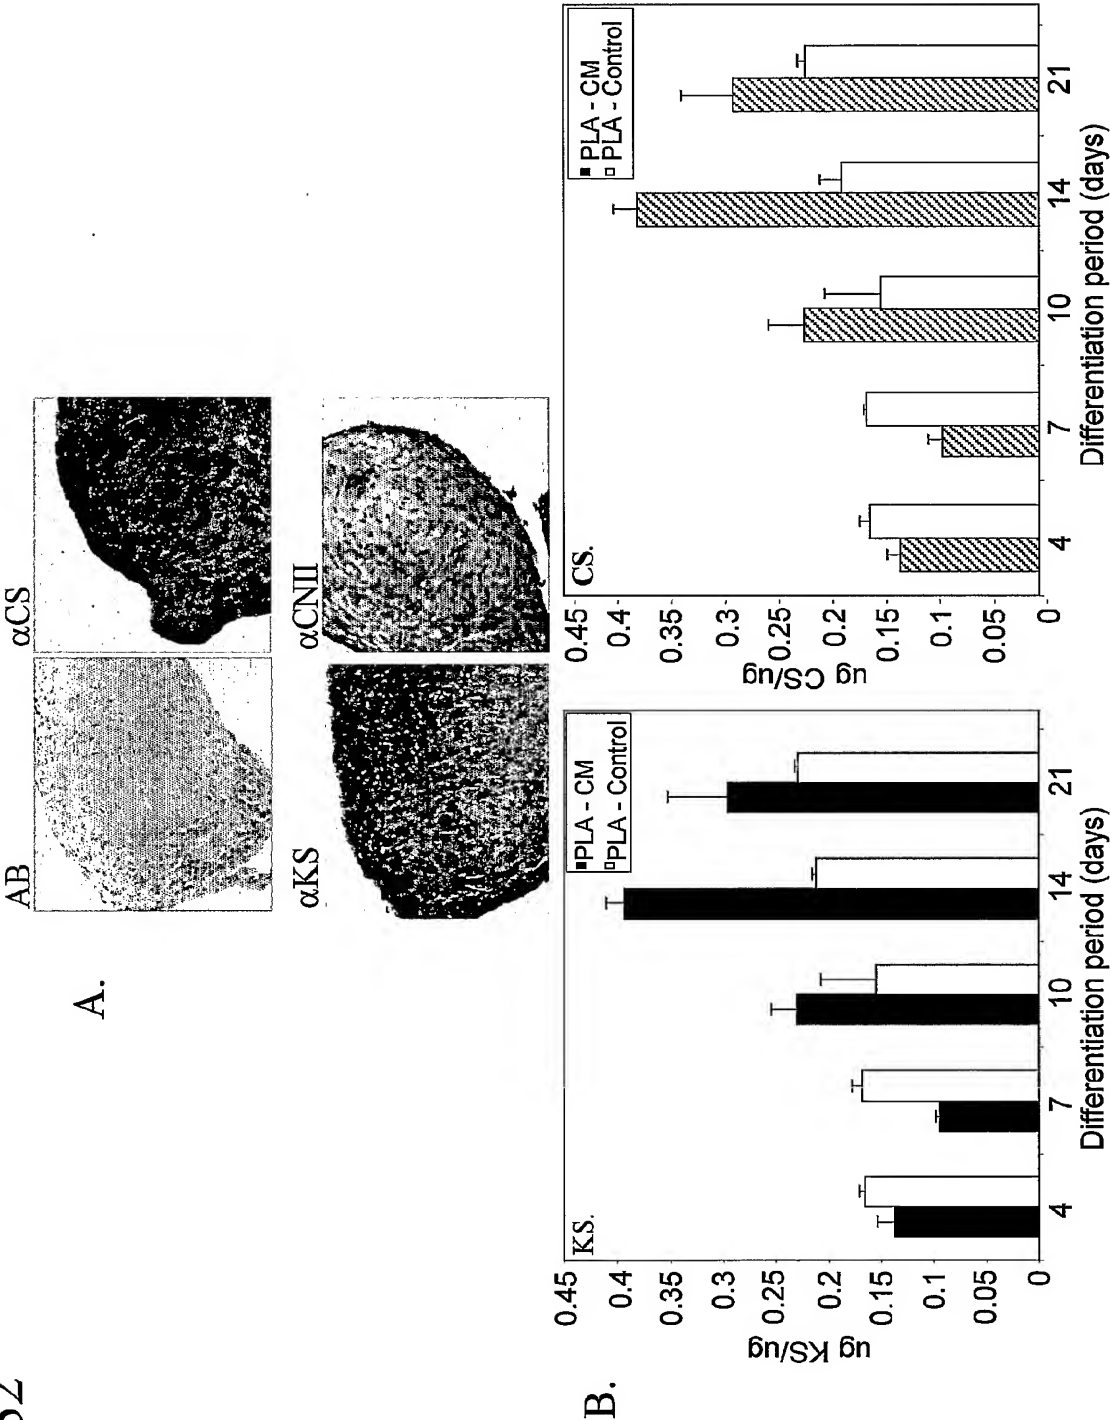 32
A.
AB
αCS
αKS
αCNII
B.
KS.
PLA - CM
PLA - Control
ug KS/ug
0.45
0.4
0.35
0.3
0.25
0.2
0.15
0.1
0.05
0
4 7 10 14 21
Differentiation period (days)
CS.
PLA - CM
PLA - Control
ug CS/ug
0.45
0.4
0.35
0.3
0.25
0.2
0.15
0.1
0.05
0
4 7 10 14 21
Differentiation period (days)